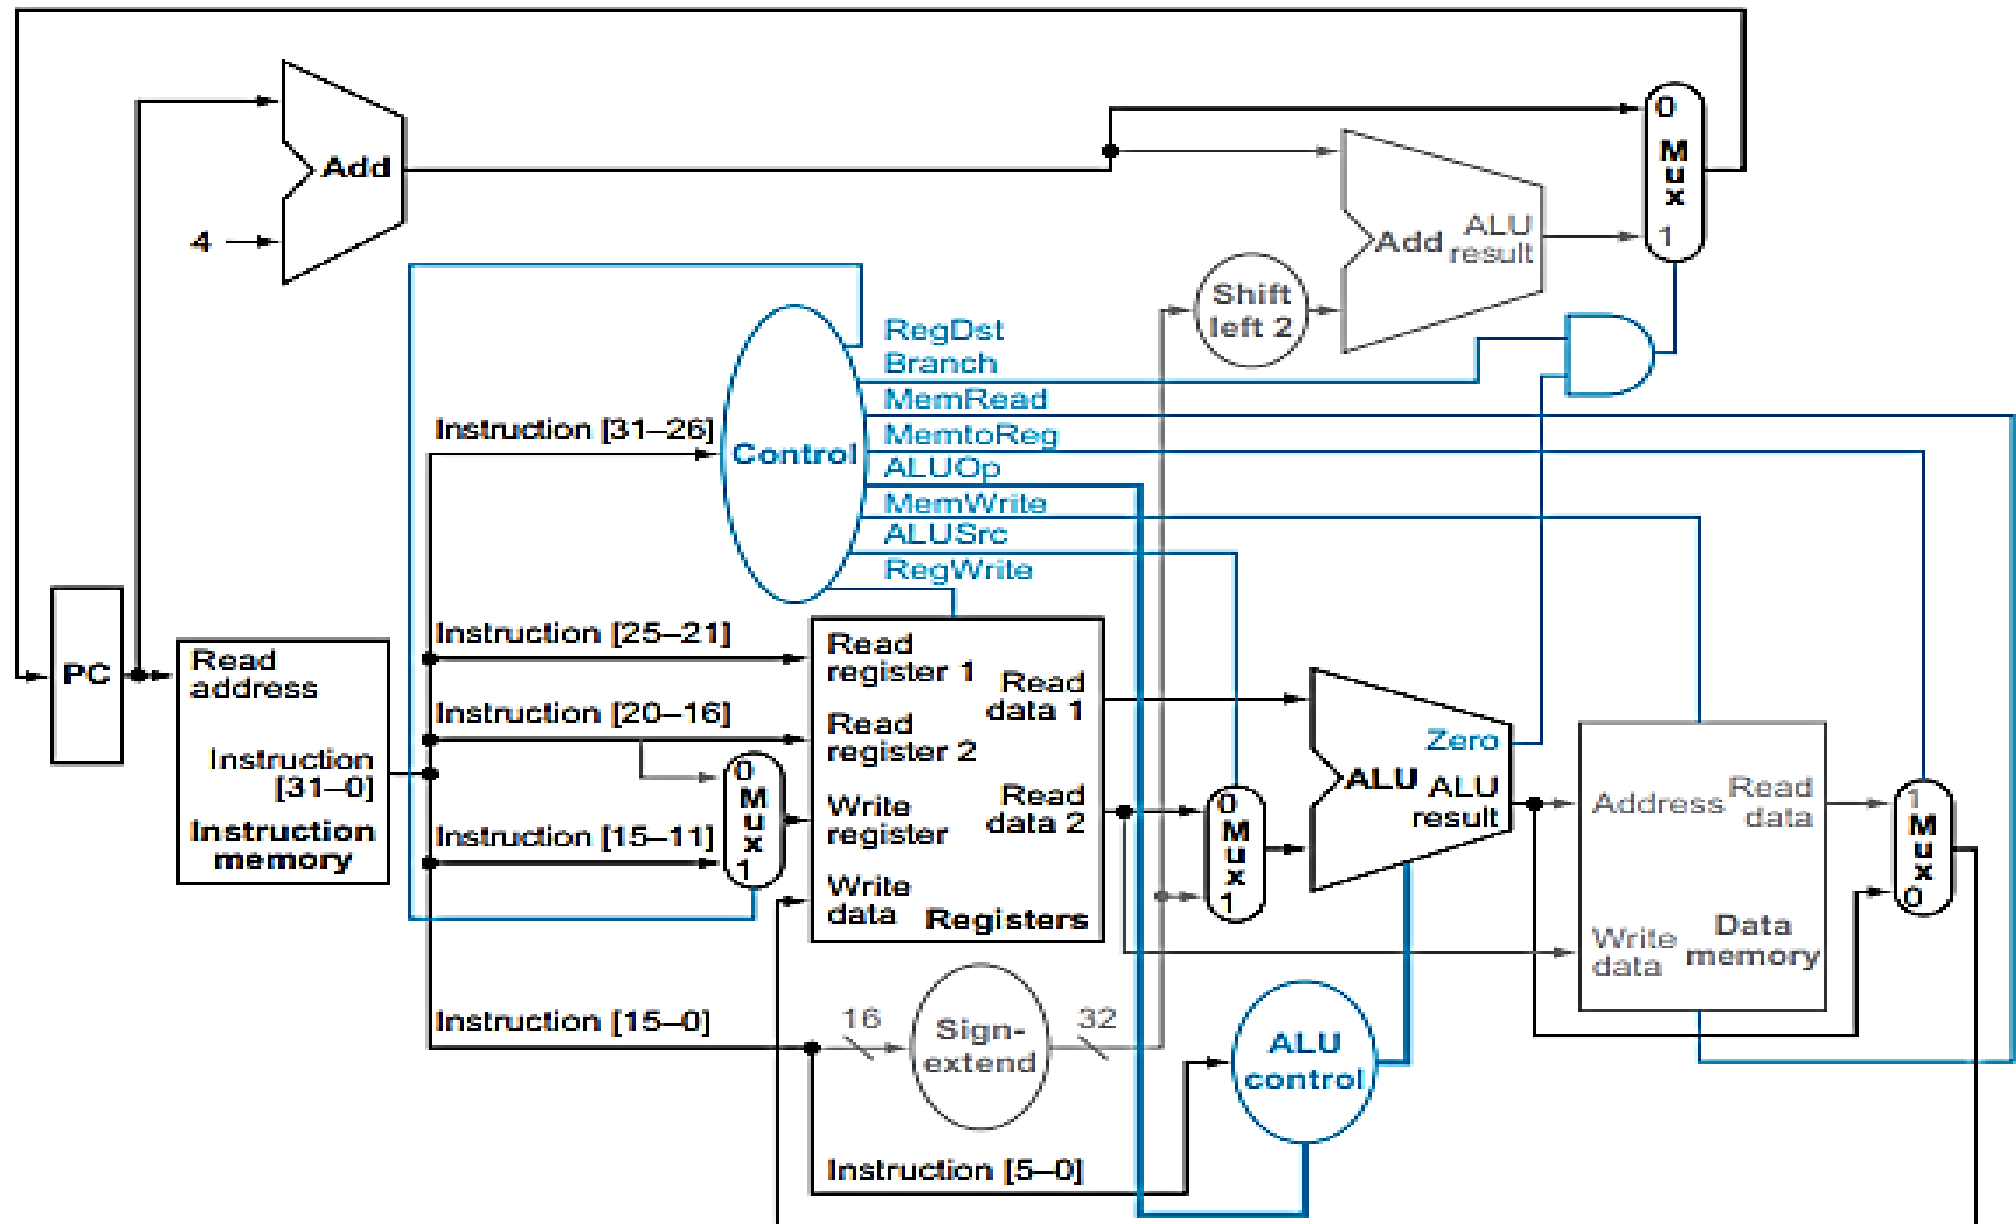 0
M
u
x
1
Add
4
Add
ALU
result
Shift
left 2
RegDst
Branch
MemRead
MemtoReg
ALUOp
MemWrite
ALUSrc
RegWrite
Control
Instruction [31–26]
Instruction [25–21]
Instruction [20–16]
Instruction [15–11]
Instruction [15–0]
Instruction [5–0]
PC
Read
address
Instruction
[31–0]
Instruction
memory
0
M
u
x
1
Read
register 1
Read
register 2
Write
register
Write
data
Read
data 1
Read
data 2
Registers
0
M
u
x
1
Zero
ALU
ALU
result
Address
Read
data
Write
data
Data
memory
1
M
u
x
0
16
Sign-
extend
32
ALU
control